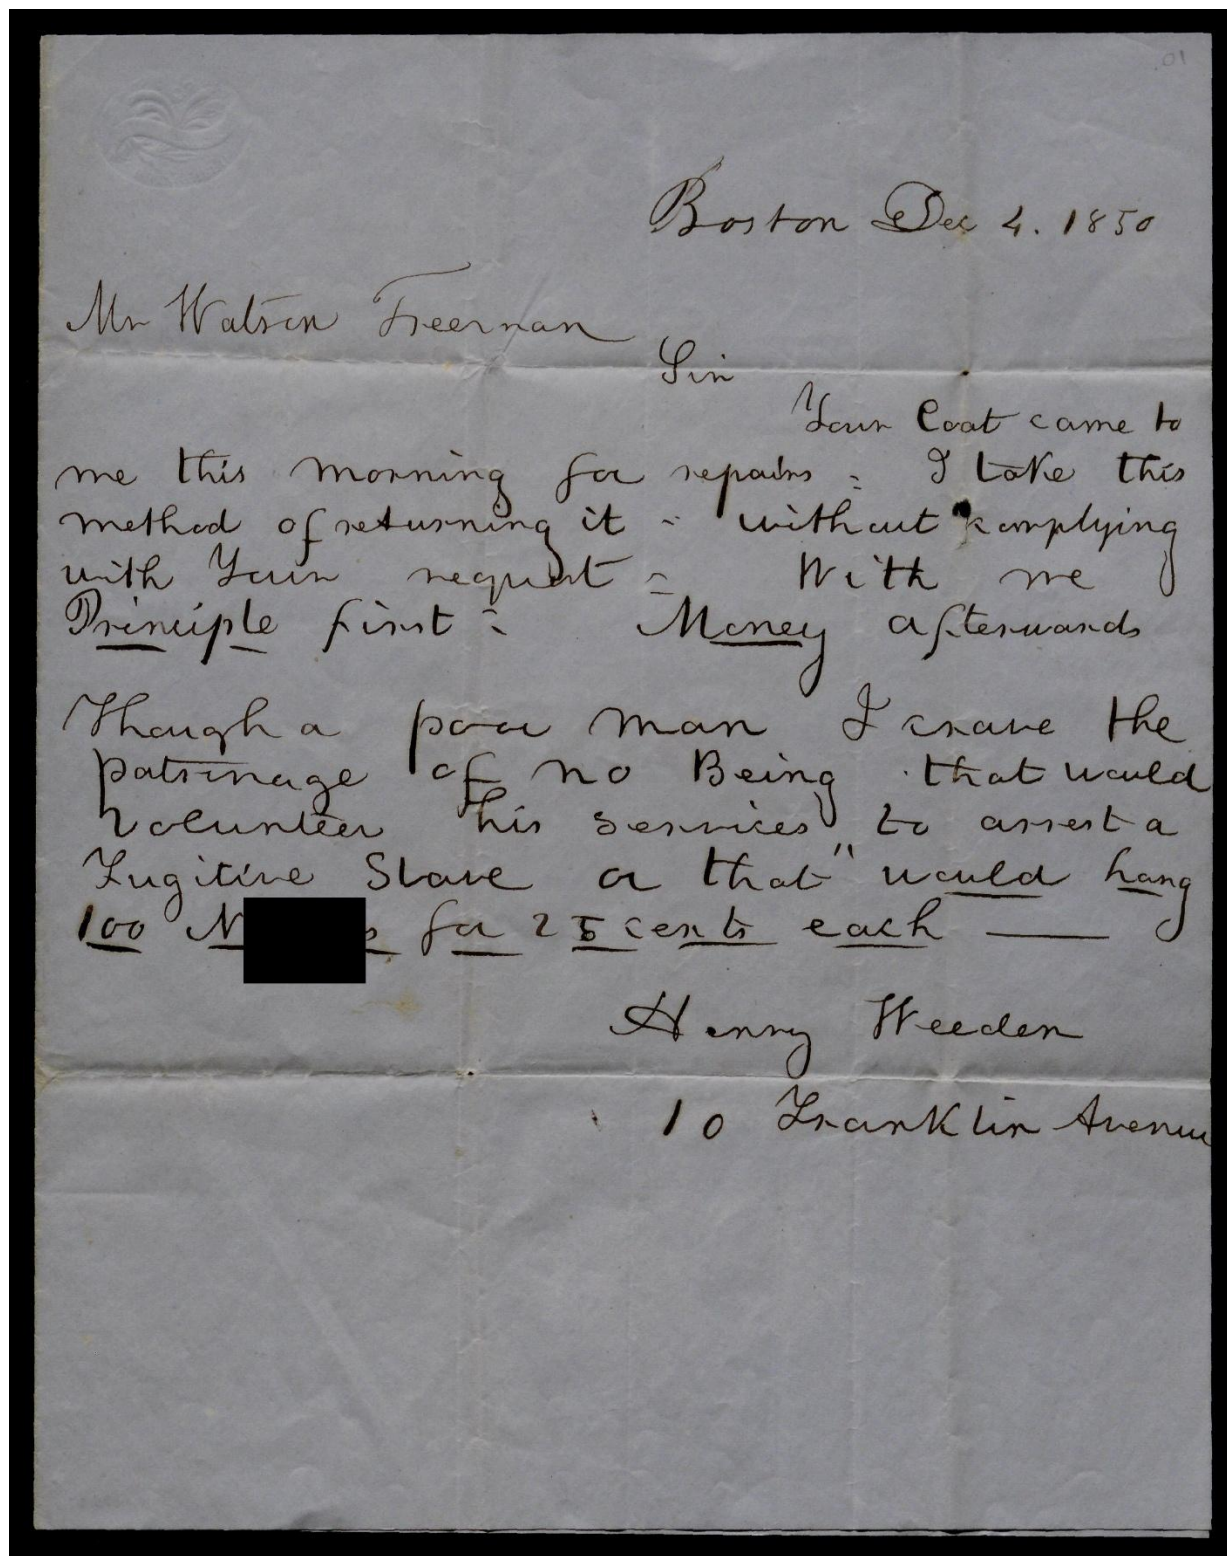 Boston Dec 4. 1850
Mr Watson Freeman
Sir
Your Coat came to
me this morning for repairs - I take this
method of returning it - without complying
with Your request - With me
Principle first - Money afterwards
Though a poor man I crave the
patronage of no Being that would
volunteer his services to arrest a
Fugitive Slave or that "would hang
100 N s for 25 cents each —
Henry Weeden
10 Franklin Avenue